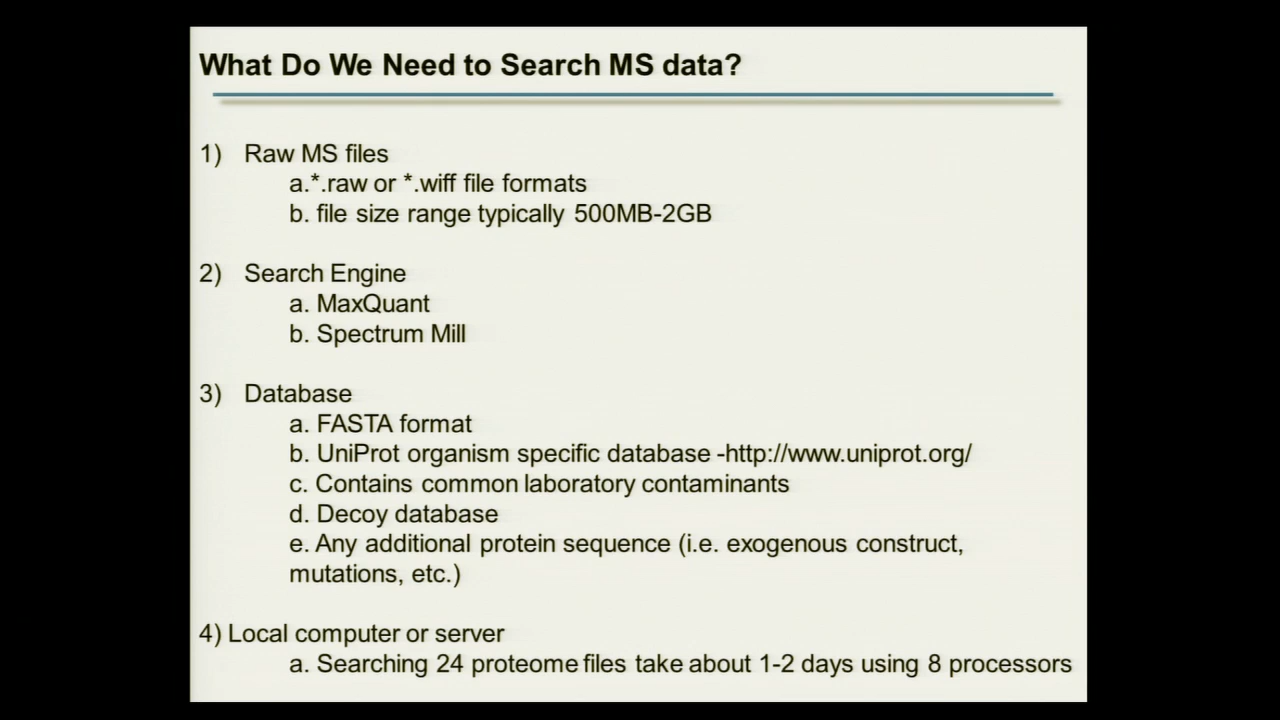 What Do We Need to Search MS data?
1) Raw MS files
a.*.raw or *.wiff file formats
b. file size range typically 500MB-2GB
2) Search Engine
a. MaxQuant
b. Spectrum Mill
3) Database
a. FASTA format
b. UniProt organism specific database -http://www.uniprot.org/
c. Contains common laboratory contaminants
d. Decoy database
e. Any additional protein sequence (i.e. exogenous construct,
mutations, etc.)
4) Local computer or server
a. Searching 24 proteome files take about 1-2 days using 8 processors